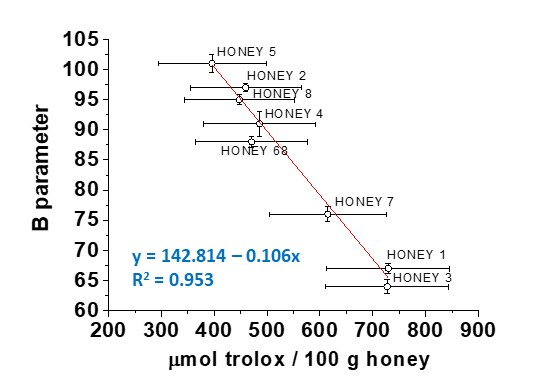 105
100
95
90
85
80
75
70
65
60
B parameter
HONEY 5
HONEY 2
HONEY 8
HONEY 4
HONEY 68
HONEY 7
HONEY 1
HONEY 3
y = 142.814 – 0.106x
R² = 0.953
200 300 400 500 600 700 800 900
μmol trolox / 100 g honey